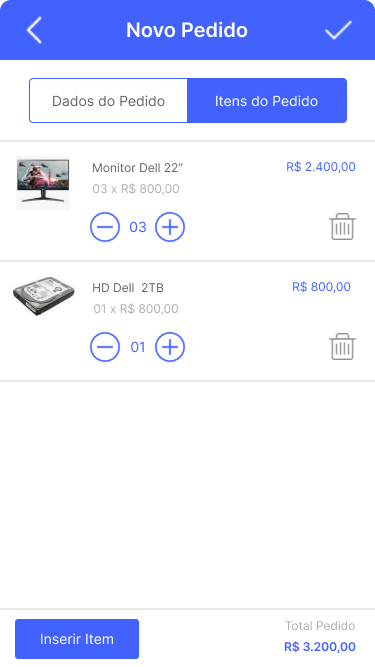 Novo Pedido
Dados do Pedido
Itens do Pedido
Monitor Dell 22”
R$ 2.400,00
03 x R$ 800,00
03
HD Dell  2TB
R$ 800,00
01 x R$ 800,00
01
Inserir Item
Total Pedido
R$ 3.200,00